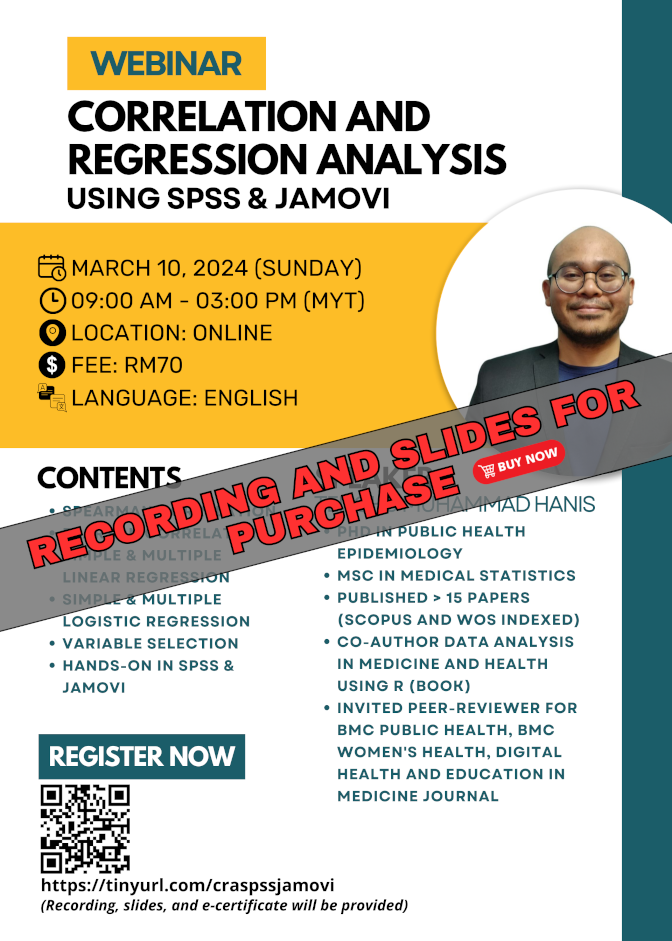 WEBINAR
CORRELATION AND
REGRESSION ANALYSIS
USING SPSS & JAMOVI
MARCH 10, 2024 (SUNDAY)
09:00 AM - 03:00 PM (MYT)
LOCATION: ONLINE
FEE: RM70
LANGUAGE: ENGLISH
RECORDING AND SLIDES FOR
PURCHASE
BUY NOW
CONTENTS
LINEAR REGRESSION
SIMPLE & MULTIPLE
LOGISTIC REGRESSION
VARIABLE SELECTION
HANDS-ON IN SPSS &
JAMOVI
MUHAMMAD HANIS
PHD IN PUBLIC HEALTH
EPIDEMIOLOGY
MSC IN MEDICAL STATISTICS
PUBLISHED > 15 PAPERS
(SCOPUS AND WOS INDEXED)
CO-AUTHOR DATA ANALYSIS
IN MEDICINE AND HEALTH
USING R (BOOK)
INVITED PEER-REVIEWER FOR
BMC PUBLIC HEALTH, BMC
WOMEN'S HEALTH, DIGITAL
HEALTH AND EDUCATION IN
MEDICINE JOURNAL
REGISTER NOW
https://tinyurl.com/craspssjamovi
(Recording, slides, and e-certificate will be provided)